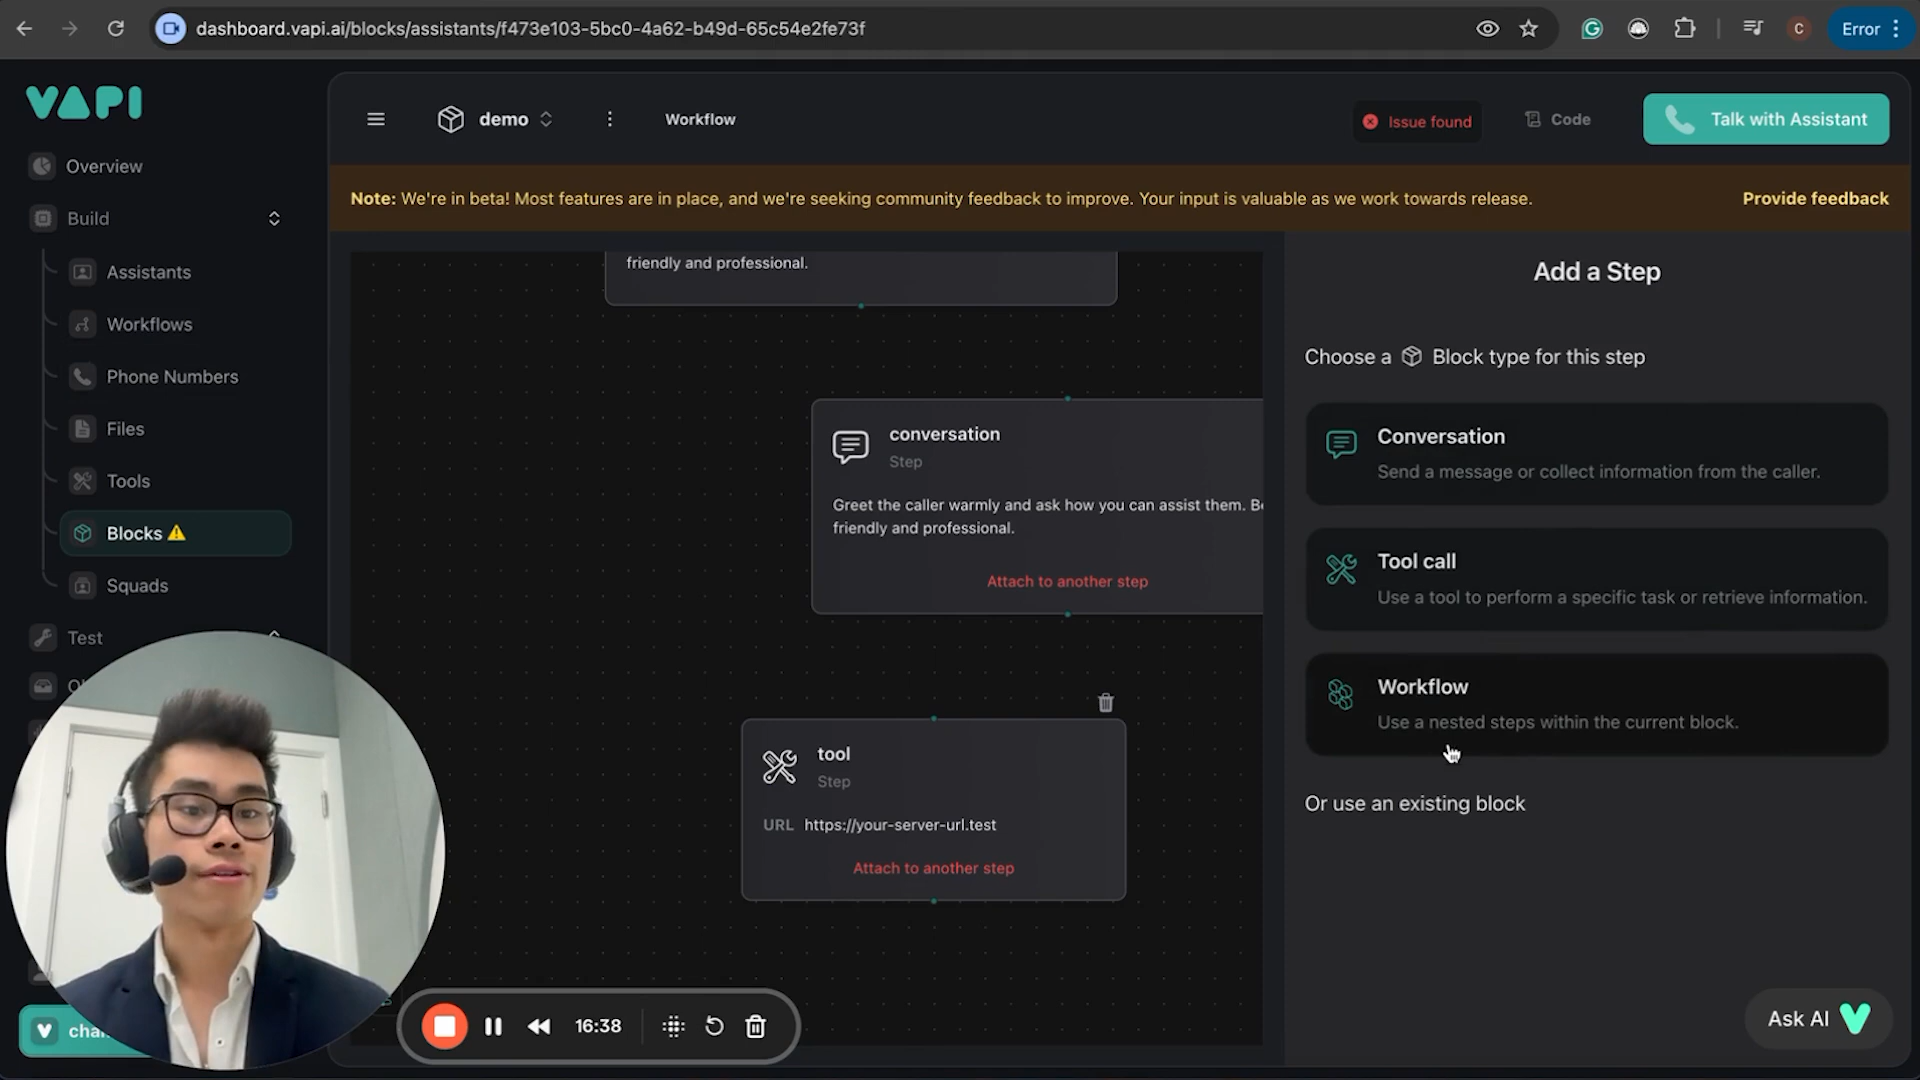 dashboard.vapi.ai/blocks/assistants/f473e103-5bc0-4a62-b49d-65c54e2fe73f
C
Error
VAPI
demo
Workflow
Issue found
Code
Talk with Assistant
Overview
Note: We're in beta! Most features are in place, and we're seeking community feedback to improve. Your input is valuable as we work towards release.
Provide feedback
Build
Assistants
Workflows
Phone Numbers
Files
Tools
Blocks
Squads
Test
friendly and professional.
conversation
Step
Greet the caller warmly and ask how you can assist them.
friendly and professional.
Attach to another step
tool
Step
URL https://your-server-url.test
Attach to another step
Add a Step
Choose a Block type for this step
Conversation
Send a message or collect information from the caller.
Tool call
Use a tool to perform a specific task or retrieve information.
Workflow
Use a nested steps within the current block.
Or use an existing block
16:38
Ask AI